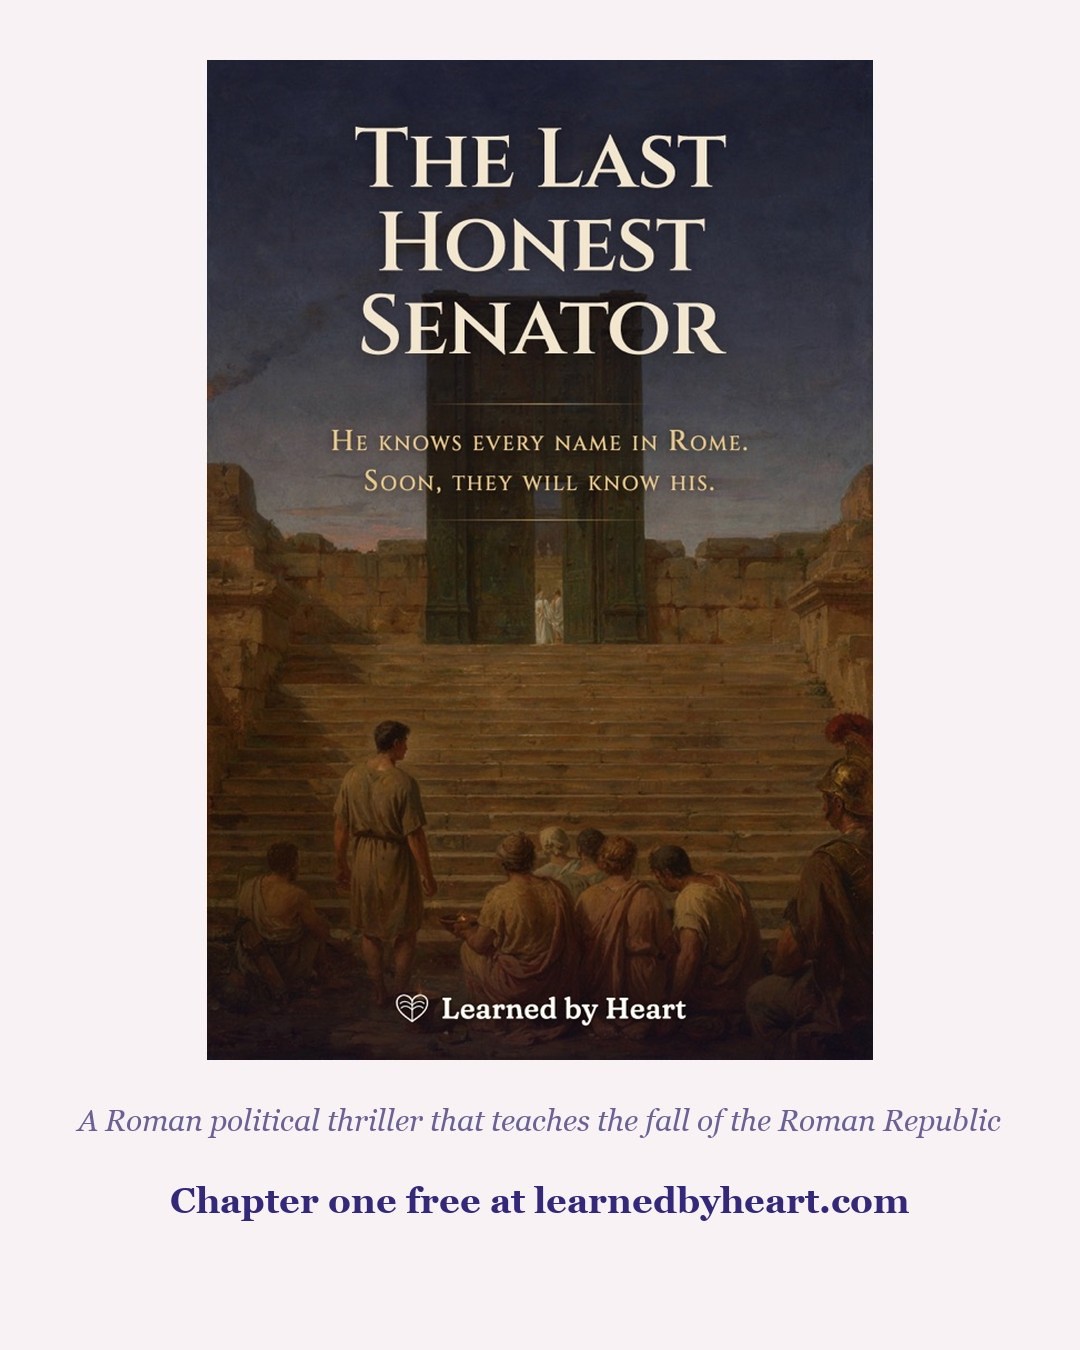 The Last
Honest
Senator
He knows every name in Rome.
Soon, they will know his.
Learned by Heart
A Roman political thriller that teaches the fall of the Roman Republic
Chapter one free at learnedbyheart.com